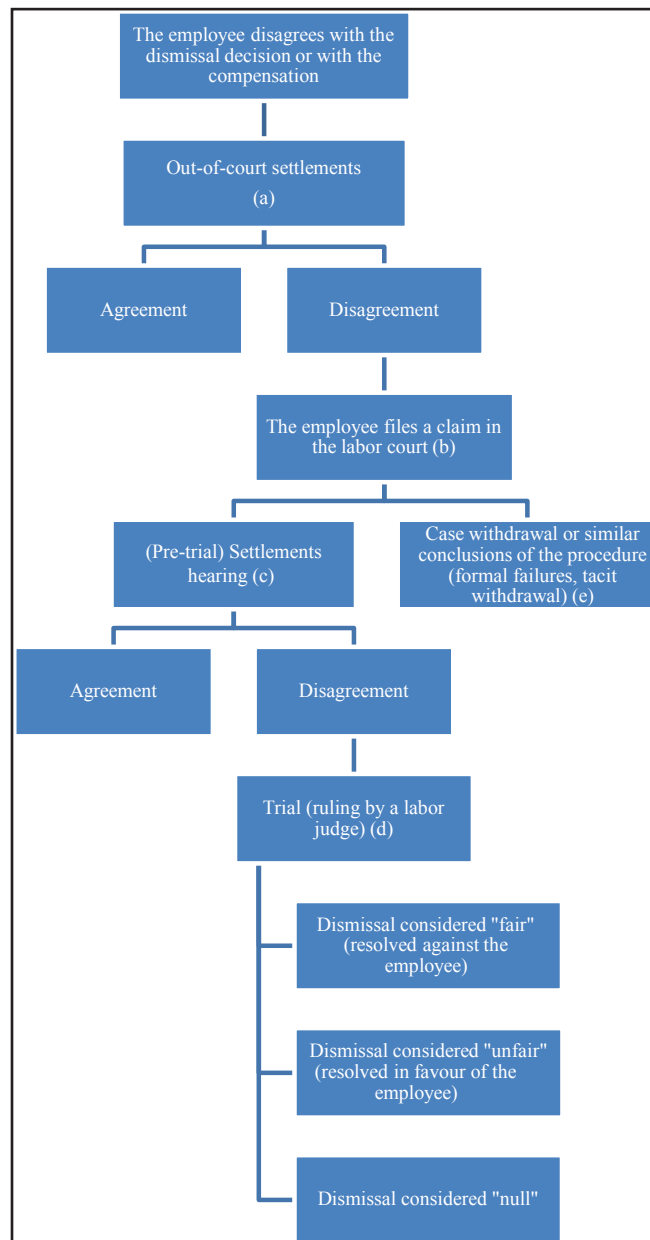 The employee disagrees with the
dismissal decision or with the
compensation
Out-of-court settlements
(a)
Agreement
Disagreement
The employee files a claim in
the labor court (b)
(Pre-trial) Settlements
hearing (c)
Case withdrawal or similar
conclusions of the procedure
(formal failures, tacit
withdrawal) (e)
Agreement
Disagreement
Trial (ruling by a labor
judge) (d)
Dismissal considered "fair"
(resolved against the
employee)
Dismissal considered "unfair"
(resolved in favour of the
employee)
Dismissal considered "null"